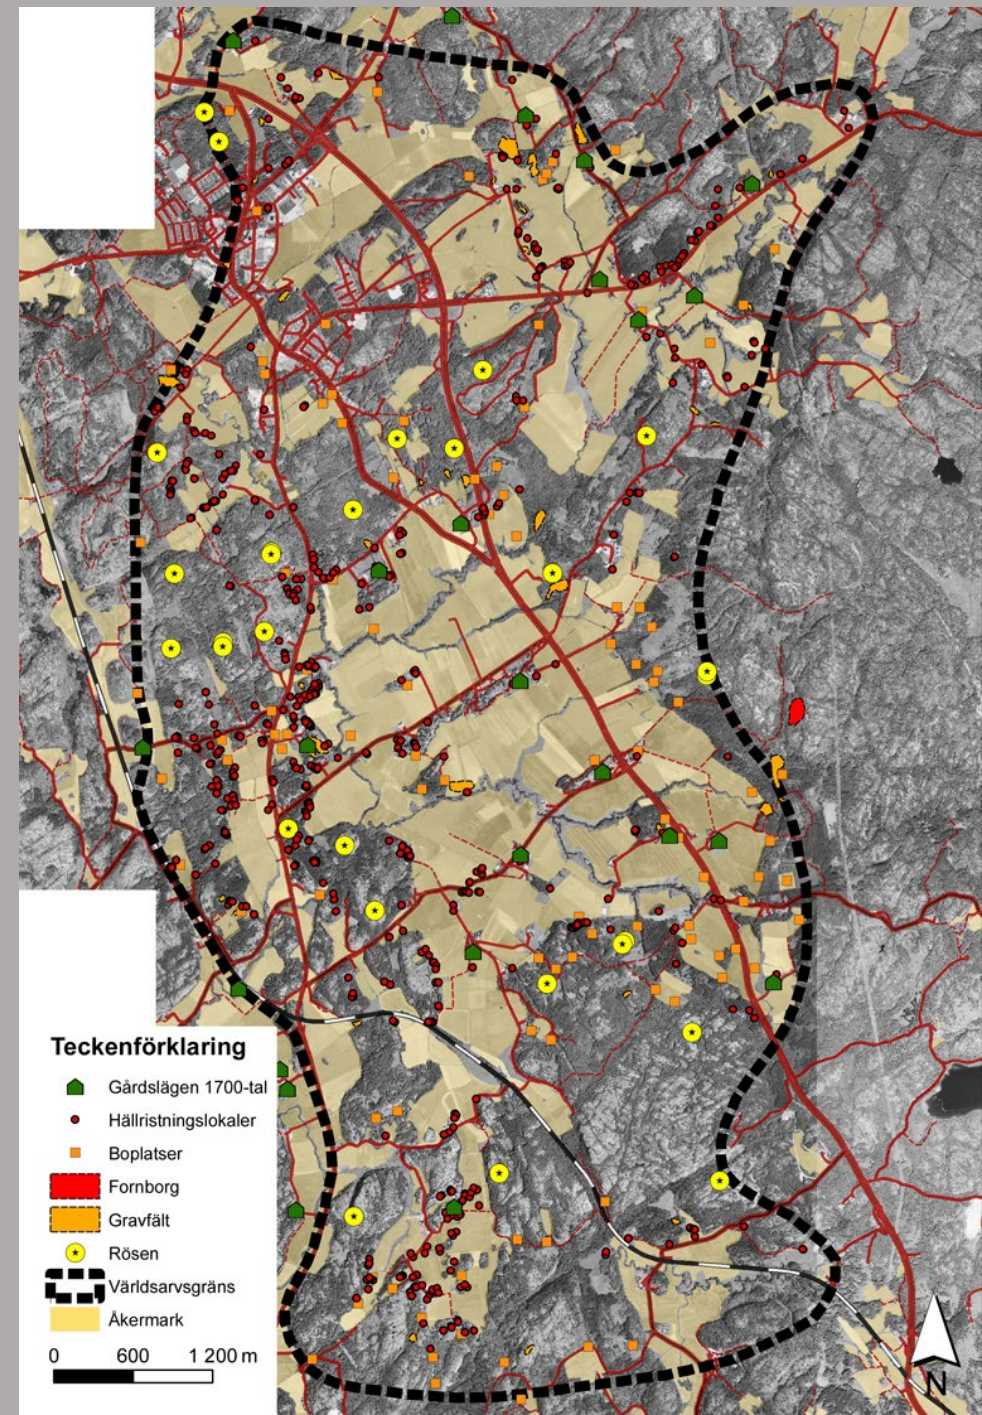 Teckenförklaring
Gårdslägen 1700-tal
Hällristningslokaler
Boplatser
Fornborg
Gravfält
Rösen
Världsarvsgräns
Åkermark
0 600 1 200 m
N